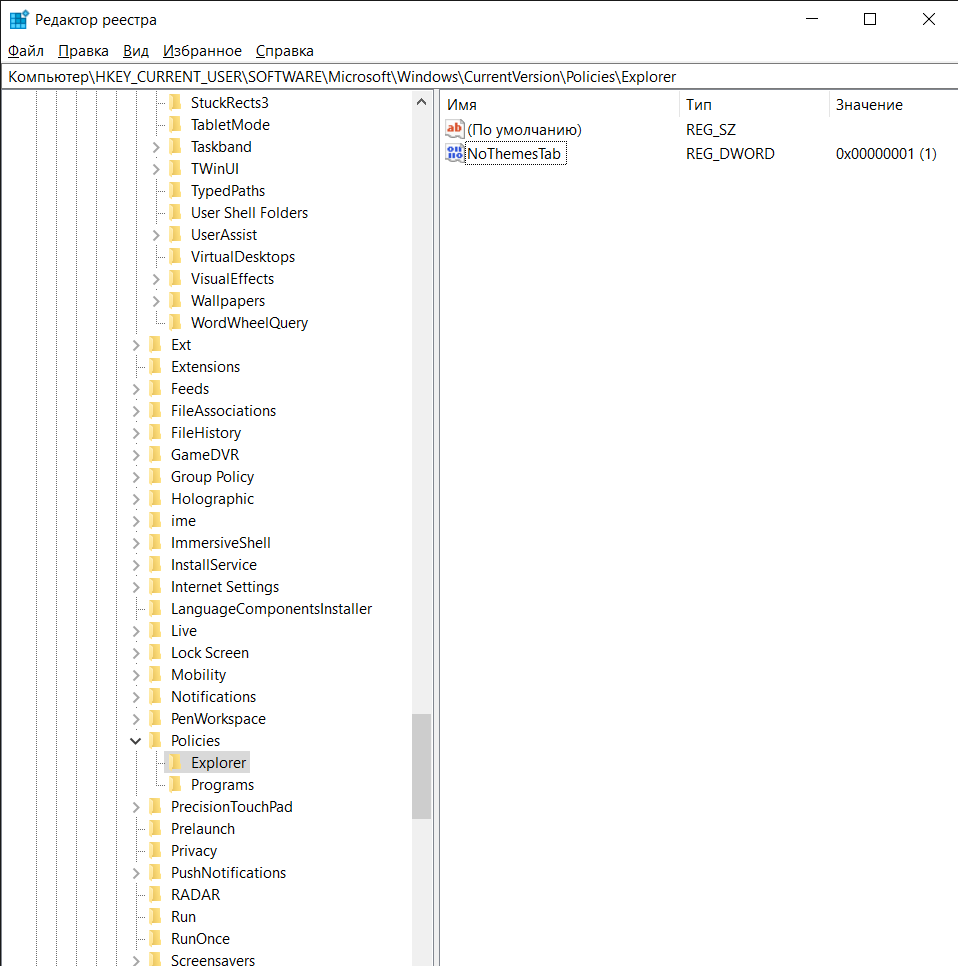 Редактор реестра
Файл Правка Вид Избранное Справка
Компьютер\HKEY_CURRENT_USER\SOFTWARE\Microsoft\Windows\CurrentVersion\Policies\Explorer
StuckRects3
TabletMode
Taskband
TWinUI
TypedPaths
User Shell Folders
UserAssist
VirtualDesktops
VisualEffects
Wallpapers
WordWheelQuery
Ext
Extensions
Feeds
FileAssociations
FileHistory
GameDVR
Group Policy
Holographic
ime
ImmersiveShell
InstallService
Internet Settings
LanguageComponentsInstaller
Live
Lock Screen
Mobility
Notifications
PenWorkspace
Policies
Explorer
Programs
PrecisionTouchPad
Prelaunch
Privacy
PushNotifications
RADAR
Run
RunOnce
Screensavers
Имя Тип Значение
(По умолчанию) REG_SZ
NoThemesTab REG_DWORD 0x00000001 (1)